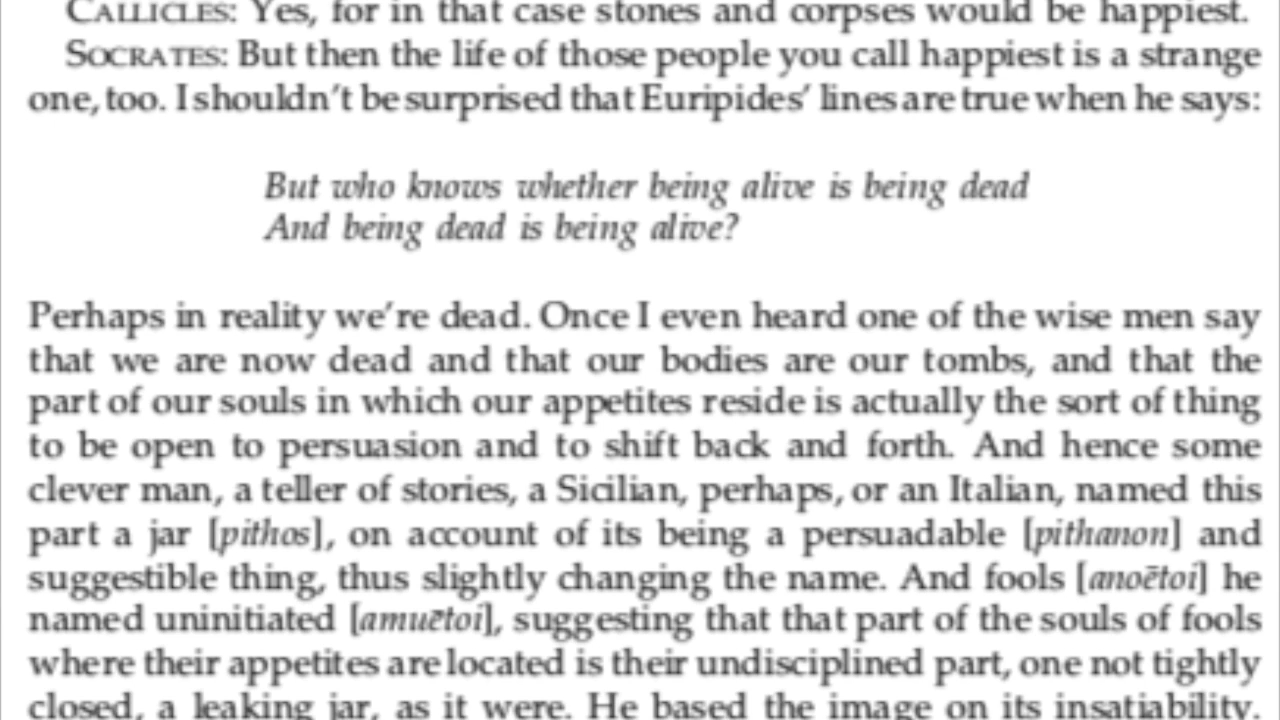 CALLICLES: Yes, for in that case stones and corpses would be happiest.
SOCRATES: But then the life of those people you call happiest is a strange
one, too. I shouldn't be surprised that Euripides' lines are true when he says:
But who knows whether being alive is being dead
And being dead is being alive?
Perhaps in reality we're dead. Once I even heard one of the wise men say
that we are now dead and that our bodies are our tombs, and that the
part of our souls in which our appetites reside is actually the sort of thing
to be open to persuasion and to shift back and forth. And hence some
clever man, a teller of stories, a Sicilian, perhaps, or an Italian, named this
part a jar [pithos], on account of its being a persuadable [pithanon] and
suggestible thing, thus slightly changing the name. And fools [anoētoi] he
named uninitiated [amuētoi], suggesting that that part of the souls of fools
where their appetites are located is their undisciplined part, one not tightly
closed, a leaking jar, as it were. He based the image on its insatiability.